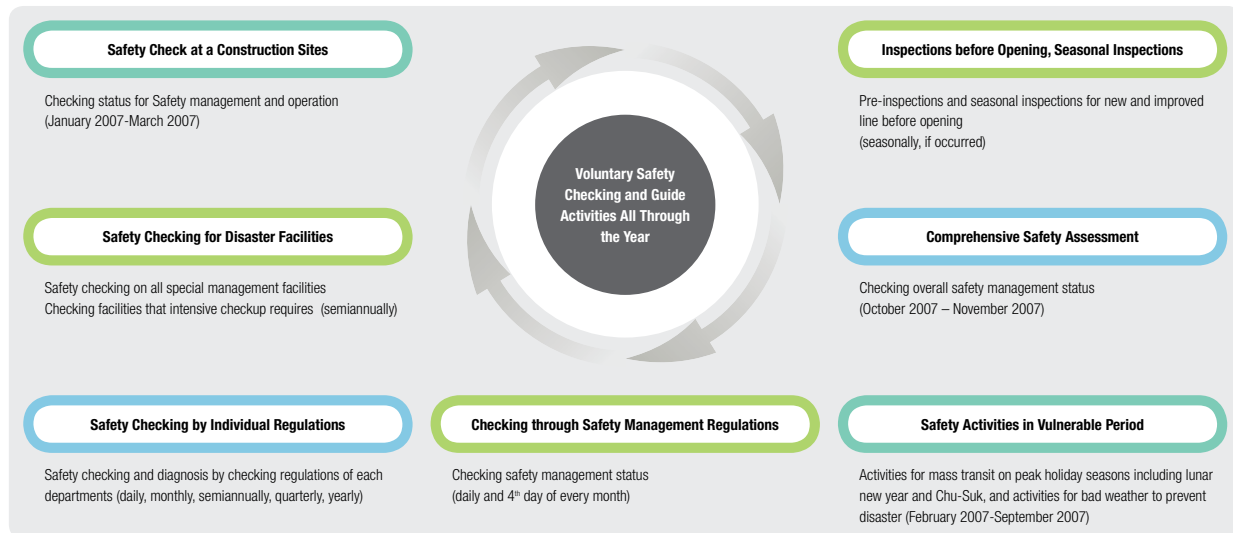 Safety Check at a Construction Sites
Checking status for Safety management and operation
(January 2007-March 2007)
Inspections before Opening, Seasonal Inspections
Pre-inspections and seasonal inspections for new and improved
line before opening
(seasonally, if occurred)
Voluntary Safety
Checking and Guide
Activities All Through
the Year
Safety Checking for Disaster Facilities
Safety checking on all special management facilities
Checking facilities that intensive checkup requires (semiannually)
Comprehensive Safety Assessment
Checking overall safety management status
(October 2007 – November 2007)
Safety Checking by Individual Regulations
Safety checking and diagnosis by checking regulations of each
departments (daily, monthly, semiannually, quarterly, yearly)
Checking through Safety Management Regulations
Checking safety management status
(daily and 4th day of every month)
Safety Activities in Vulnerable Period
Activities for mass transit on peak holiday seasons including lunar
new year and Chu-Suk, and activities for bad weather to prevent
disaster (February 2007-September 2007)